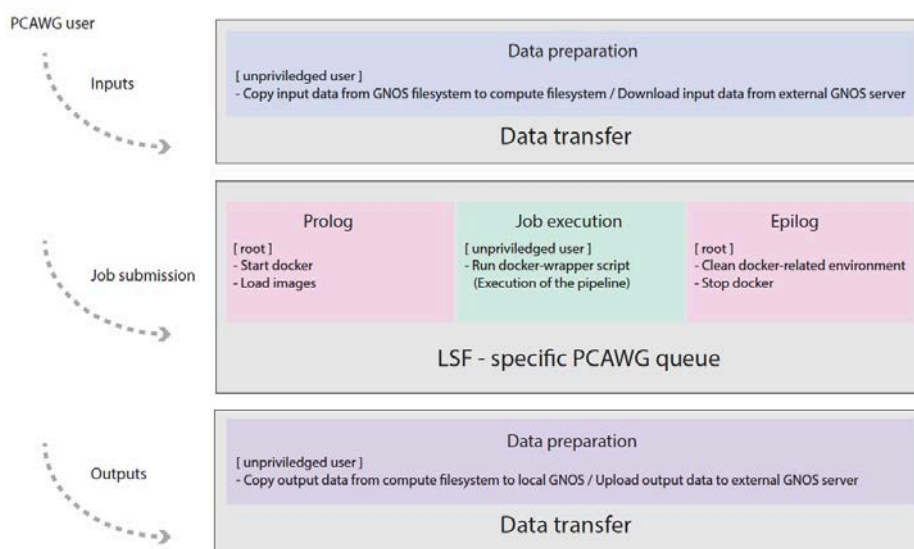 PCAWG user
Inputs
Data preparation
[ unpriviledged user ]
- Copy input data from GNOS filesystem to compute filesystem / Download input data from external GNOS server
Data transfer
Job submission
Prolog
[ root ]
- Start docker
- Load images
Job execution
[ unpriviledged user ]
- Run docker-wrapper script
(Execution of the pipeline)
Epilog
[ root ]
- Clean docker-related environment
- Stop docker
LSF - specific PCAWG queue
Outputs
Data preparation
[ unpriviledged user ]
- Copy output data from compute filesystem to local GNOS / Upload output data to external GNOS server
Data transfer